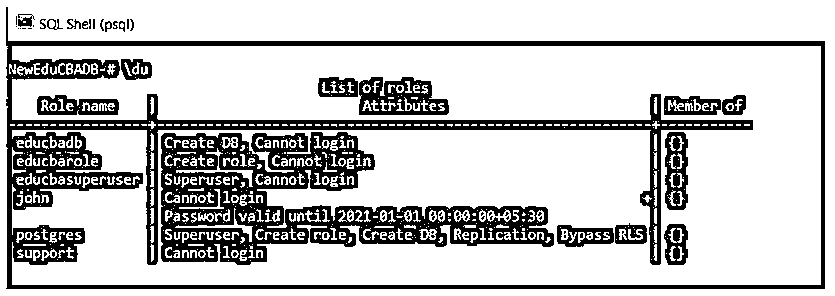 SQL Shell (psql)
NewEduCBADB-# \du
List of roles
Role name | Attributes | Member of
educbadb | Create DB, Cannot login | {}
educbarole | Create role, Cannot login | {}
educbasuperuser | Superuser, Cannot login | {}
john | Cannot login +| {}
| Password valid until 2021-01-01 00:00:00+05:30 |
postgres | Superuser, Create role, Create DB, Replication, Bypass RLS | {}
support | Cannot login | {}